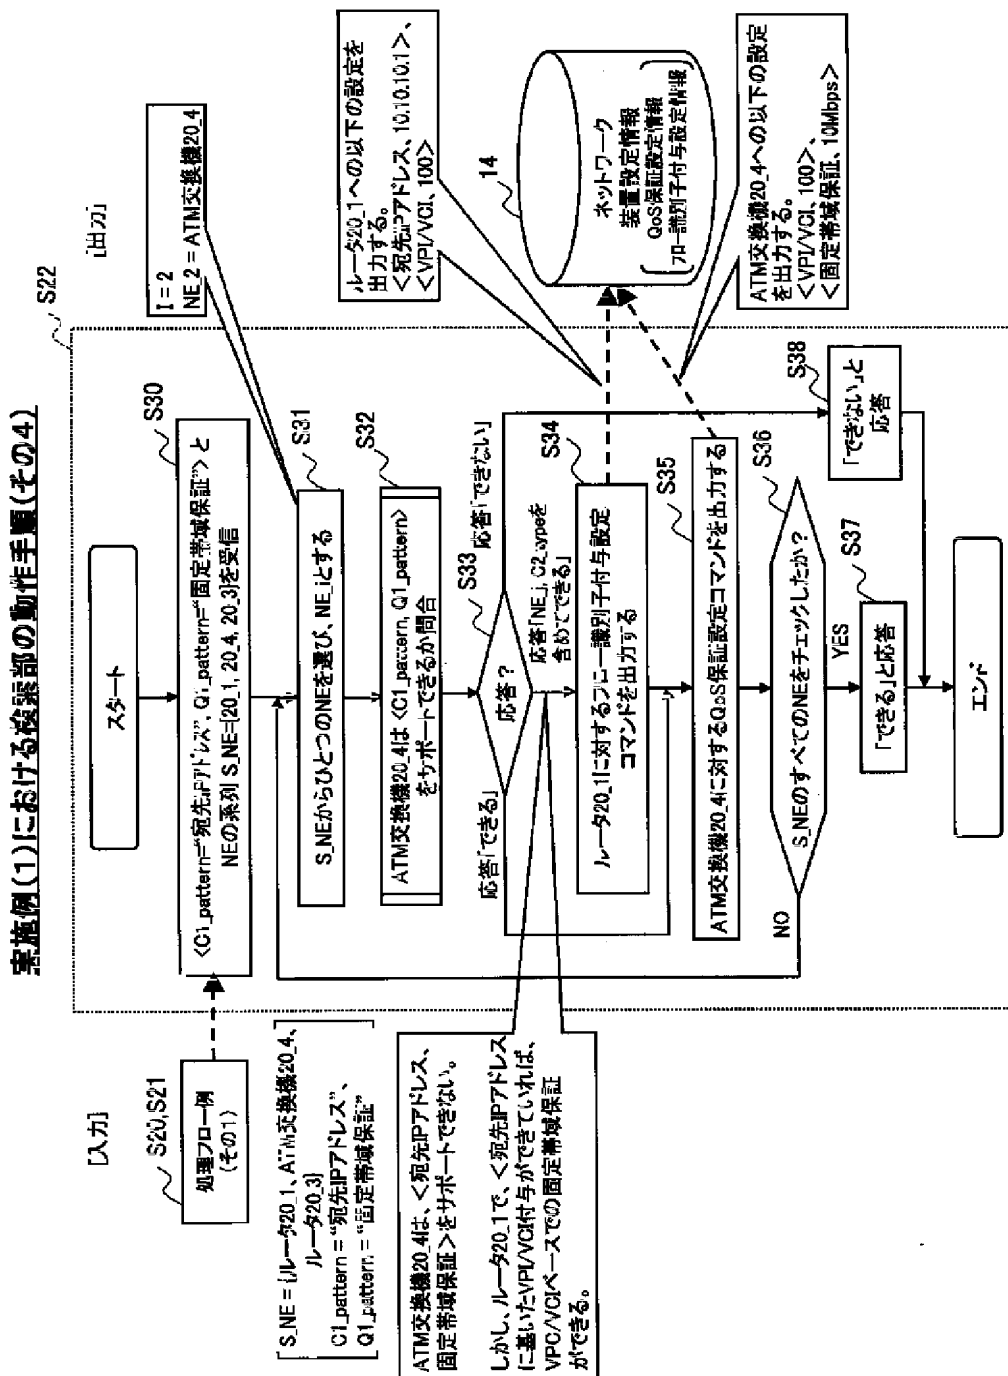 実施例(1)における検索部の動作手順(その4)
[入力]
[出力]
S22
S20,S21
処理フロー例
(その1)
S_NE = {ルータ20_1、ATM交換機20_4、
ルータ20_3}
C1_pattern = “宛先IPアドレス”、
Q1_pattern = “固定帯域保証”
スタート
S30
<C1_pattern=“宛先IPアドレス”, Q1_pattern=“固定帯域保証”> と
NEの系列 S_NE=[20_1, 20_4, 20_3]を受信
I = 2
NE_2 = ATM交換機20_4
S31
S_NEからひとつのNEを選び、NE_iとする
S32
ATM交換機20_4は <C1_pattern, Q1_pattern>
をサポートできるか問合
S33
応答？
応答「できる」
応答「NE_j, C2_typeを
含めてできる」
応答「できない」
ATM交換機20_4は、<宛先IPアドレス、
固定帯域保証>をサポートできない。
しかし、ルータ20_1で、<宛先IPアドレス
に基いたVPI/VCI付与ができていれば、
VPC/VCIベースでの固定帯域保証
ができる。
S34
ルータ20_1に対するフロー識別子付与設定
コマンドを出力する
ルータ20_1への以下の設定を
出力する。
<宛先IPアドレス、10.10.10.1>、
<VPI/VCI、100>
14
ネットワーク
装置設定情報
QoS保証設定情報
フロー識別子付与設定情報
S35
ATM交換機20_4に対するQoS保証設定コマンドを出力する
ATM交換機20_4への以下の設定
を出力する。
<VPI/VCI、100>、
<固定帯域保証、10Mbps>
S36
S_NEのすべてのNEをチェックしたか？
NO
YES
S37
「できる」と応答
S38
「できない」と
応答
エンド